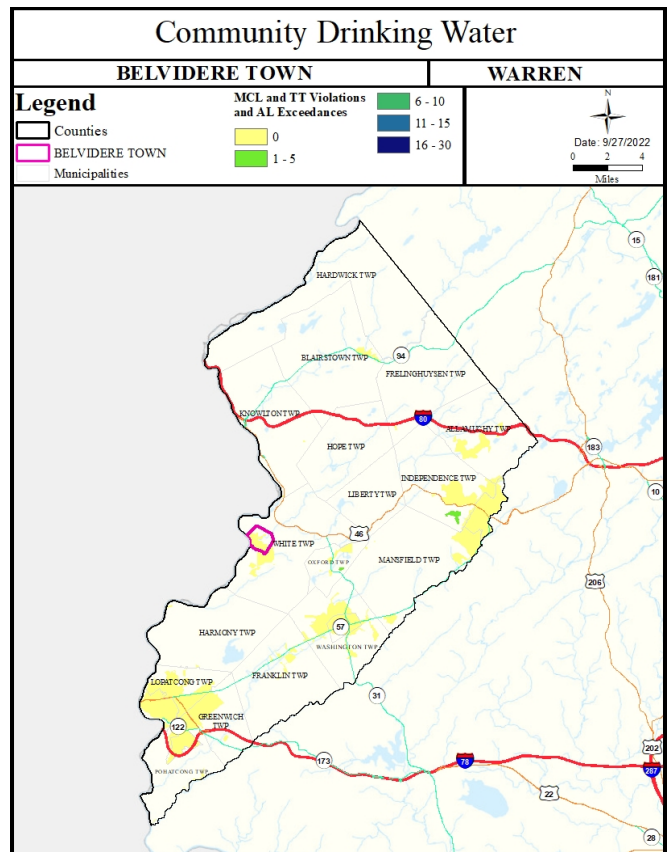 Community Drinking Water
BELVIDERE TOWN
WARREN
Legend
Counties
BELVIDERE TOWN
Municipalities
MCL and TT Violations
and AL Exceedances
0
1 - 5
6 - 10
11 - 15
16 - 30
N
Date: 9/27/2022
0 2 4
Miles
15
181
HARDWICK TWP
BLAIRSTOWN TWP
94
FRELINGHUYSEN TWP
KNOWLTON TWP
80
ALLAMUCHY TWP
HOPE TWP
183
INDEPENDENCE TWP
10
LIBERTY TWP
46
WHITE TWP
OXFORD TWP
MANSFIELD TWP
206
HARMONY TWP
57
WASHINGTON TWP
LOPATCONG TWP
FRANKLIN TWP
31
GREENWICH
TWP
122
173
78
202
287
POHATCONG TWP
22
28